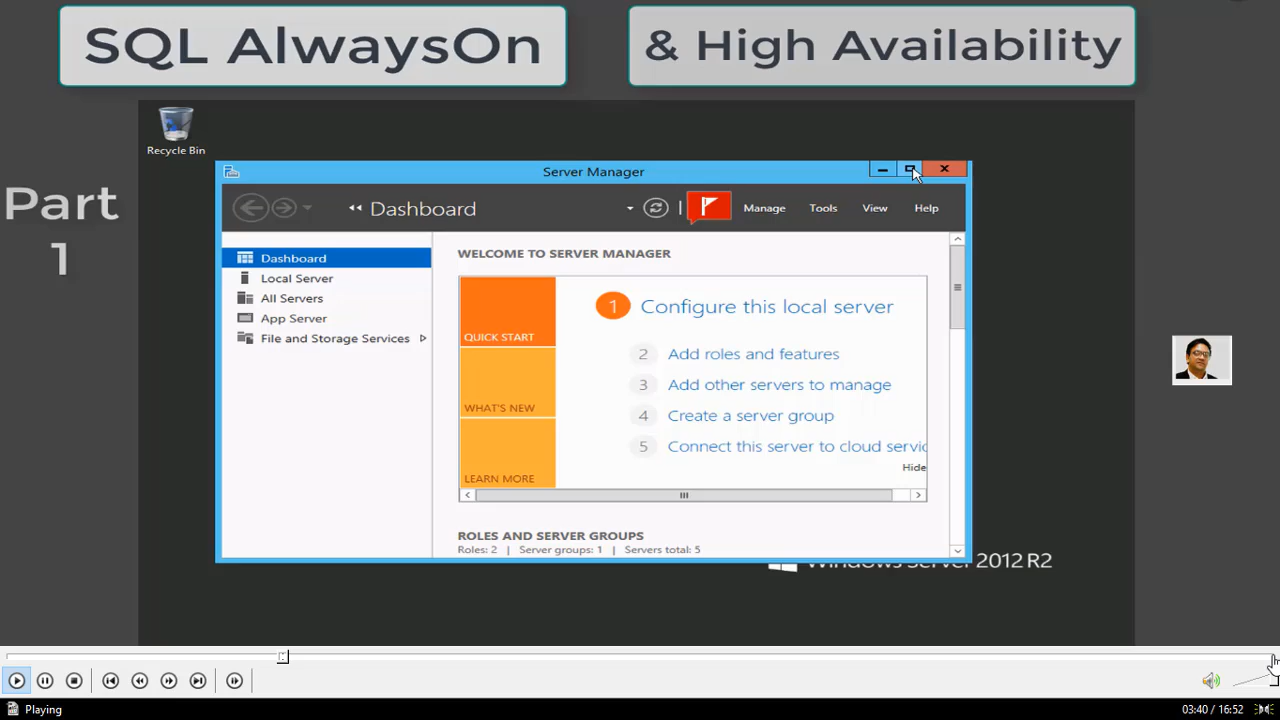 SQL AlwaysOn
& High Availability
Part
1
Recycle Bin
Server Manager
Dashboard
Manage
Tools
View
Help
Dashboard
Local Server
All Servers
App Server
File and Storage Services
WELCOME TO SERVER MANAGER
QUICK START
WHAT'S NEW
LEARN MORE
1 Configure this local server
2 Add roles and features
3 Add other servers to manage
4 Create a server group
5 Connect this server to cloud servic
Hide
ROLES AND SERVER GROUPS
Roles: 2 | Server groups: 1 | Servers total: 5
Windows Server 2012 R2
Playing
03:40 / 16:52